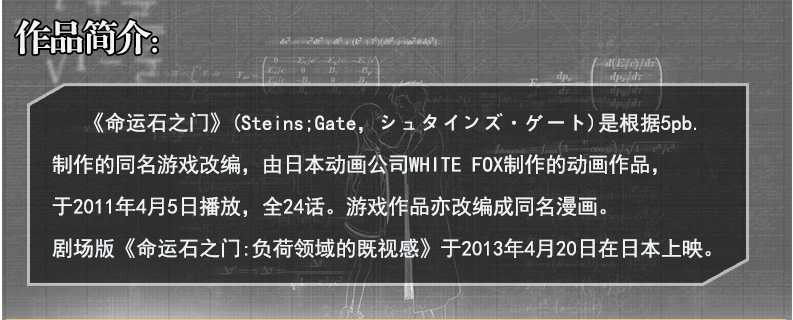 作品简介:
《命运石之门》(Steins;Gate, シュタインズ・ゲート)是根据5pb.
制作的同名游戏改编，由日本动画公司WHITE FOX制作的动画作品，
于2011年4月5日播放，全24话。游戏作品亦改编成同名漫画。
剧场版《命运石之门:负荷领域的既视感》于2013年4月20日在日本上映。